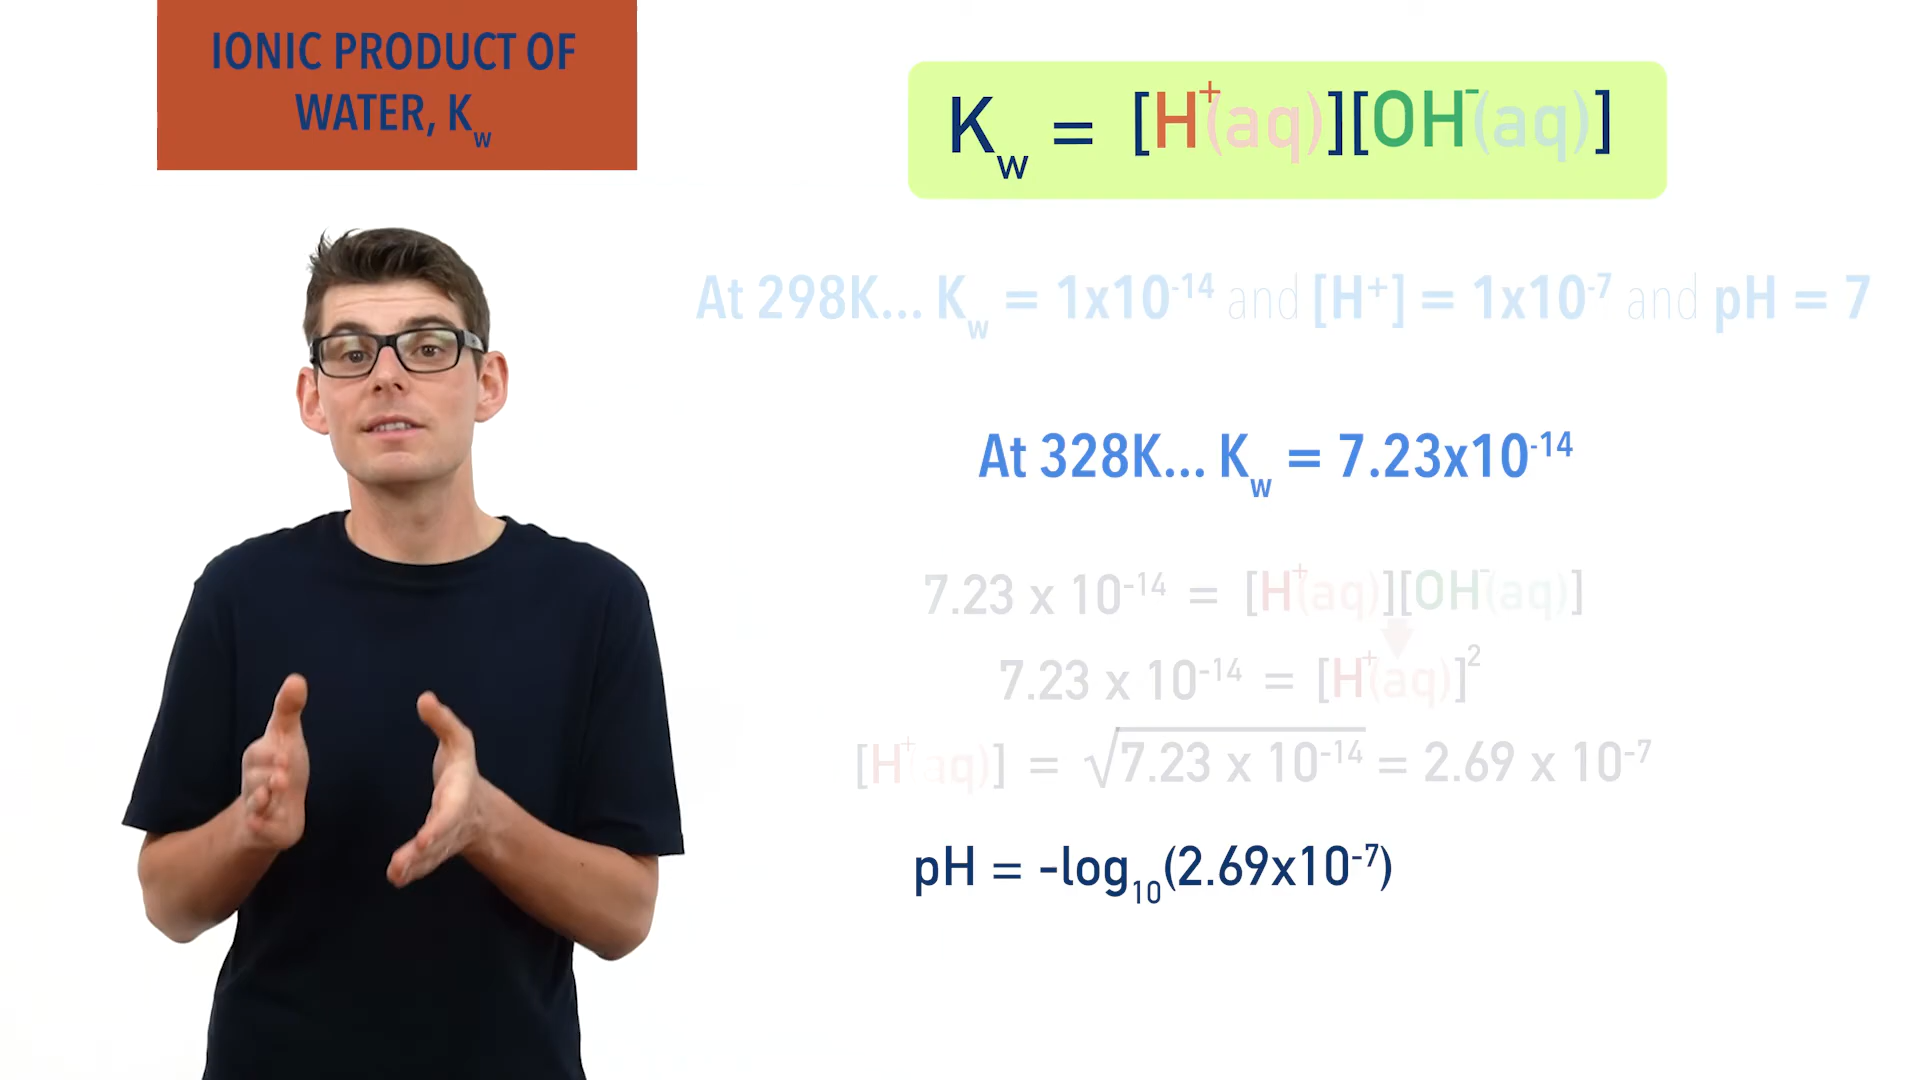 IONIC PRODUCT OF
WATER, Kw
Kw = [H⁺(aq)][OH⁻(aq)]
At 298K... Kw = 1x10⁻¹⁴ and [H⁺] = 1x10⁻⁷ and pH = 7
At 328K... Kw = 7.23x10⁻¹⁴
7.23 x 10⁻¹⁴ = [H⁺(aq)][OH⁻(aq)]
7.23 x 10⁻¹⁴ = [H⁺(aq)]²
[H⁺(aq)] = √7.23 x 10⁻¹⁴ = 2.69 x 10⁻⁷
pH = -log₁₀(2.69x10⁻⁷)